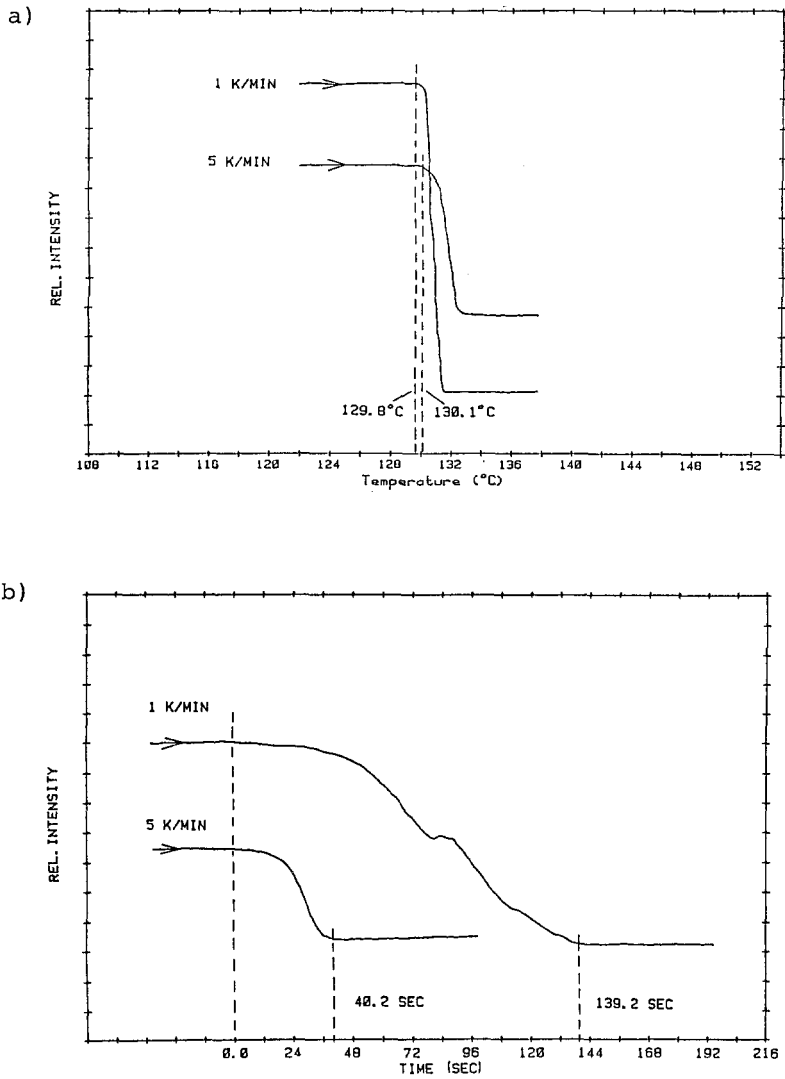 a)
1 K/MIN
5 K/MIN
REL. INTENSITY
129.8°C 130.1°C
108 112 116 120 124 128 132 136 140 144 148 152
Temperature (°C)
b)
1 K/MIN
5 K/MIN
REL. INTENSITY
40.2 SEC
139.2 SEC
0.0 24 48 72 96 120 144 168 192 216
TIME (SEC)